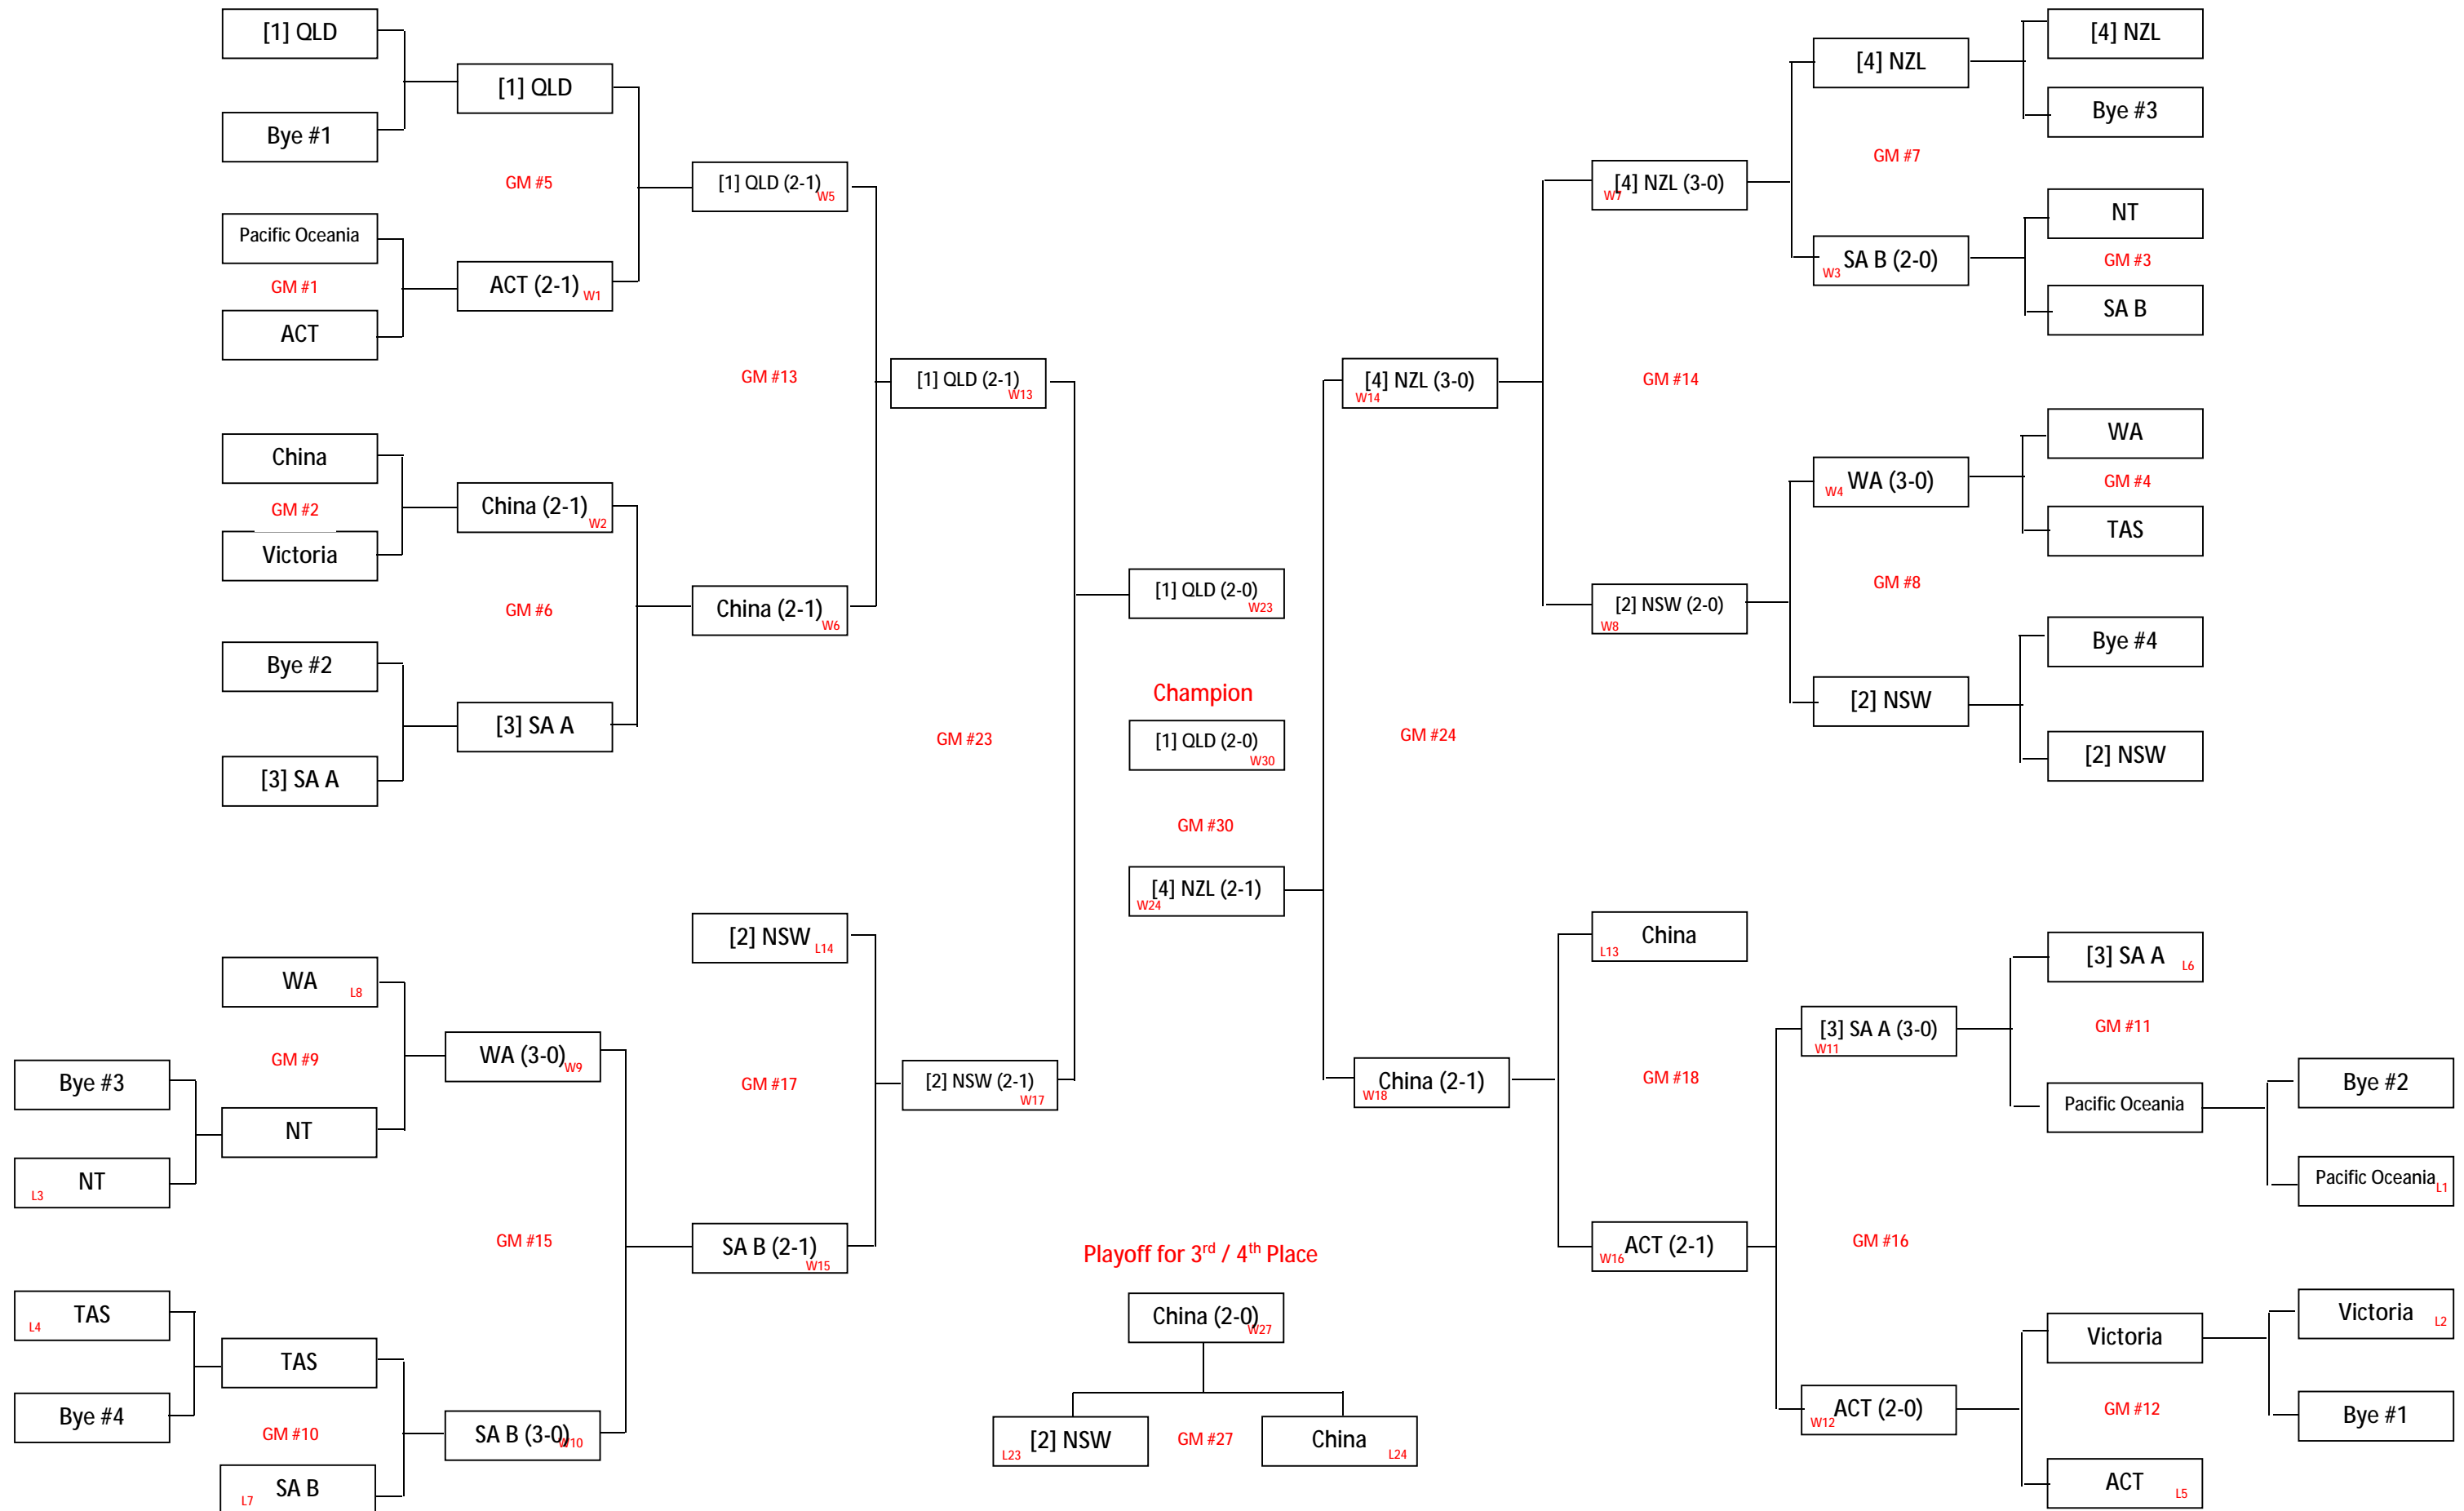 [1] QLD
Bye #1
GM #1
Pacific Oceania
ACT
China
GM #2
Victoria
Bye #2
[3] SA A
[1] QLD
GM #5
ACT (2-1) W1
China (2-1) W2
GM #6
[3] SA A
[1] QLD (2-1) W5
GM #13
China (2-1) W6
[1] QLD (2-1) W13
GM #23
[1] QLD (2-0) W23
Champion
[1] QLD (2-0) W30
GM #30
[4] NZL (2-1) W24
[4] NZL (3-0) W14
GM #24
[4] NZL (3-0) W7
GM #14
[2] NSW (2-0) W8
[4] NZL
GM #7
SA B (2-0) W3
WA (3-0) W4
GM #8
[2] NSW
[4] NZL
Bye #3
NT
GM #3
SA B
WA
GM #4
TAS
Bye #4
[2] NSW
Bye #3
NT L3
TAS L4
Bye #4
WA L8
GM #9
NT
TAS
GM #10
SA B L7
WA (3-0) W9
GM #15
SA B (3-0) W10
[2] NSW L14
GM #17
SA B (2-1) W15
[2] NSW (2-1) W17
Playoff for 3rd / 4th Place
China (2-0) W27
[2] NSW L23
GM #27
China L24
China (2-1) W18
China L13
GM #18
ACT (2-1) W16
[3] SA A (3-0) W11
GM #16
ACT (2-0) W12
[3] SA A L6
GM #11
Pacific Oceania
Victoria
GM #12
ACT L5
Bye #2
Pacific Oceania L1
Victoria L2
Bye #1